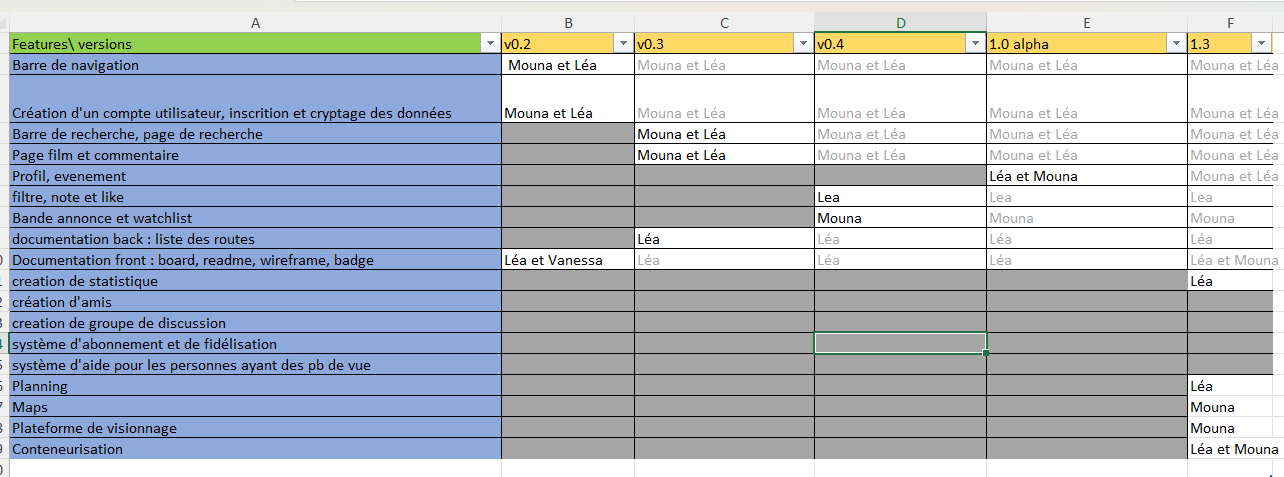 A B C D E F
Features\ versions v0.2 v0.3 v0.4 1.0 alpha 1.3
Barre de navigation Mouna et Léa Mouna et Léa Mouna et Léa Mouna et Léa Mouna et Léa
Création d'un compte utilisateur, inscrition et cryptage des données Mouna et Léa Mouna et Léa Mouna et Léa Mouna et Léa Mouna et Léa
Barre de recherche, page de recherche Mouna et Léa Mouna et Léa Mouna et Léa Mouna et Léa
Page film et commentaire Mouna et Léa Mouna et Léa Mouna et Léa Mouna et Léa
Profil, evenement Léa et Mouna Mouna et Léa
filtre, note et like Lea Lea Lea
Bande annonce et watchlist Mouna Mouna Mouna
documentation back : liste des routes Léa Léa Léa Léa
Documentation front : board, readme, wireframe, badge Léa et Vanessa Léa Léa Léa Léa et Mouna
creation de statistique Léa
création d'amis
creation de groupe de discussion
système d'abonnement et de fidélisation
système d'aide pour les personnes ayant des pb de vue
Planning Léa
Maps Mouna
Plateforme de visionnage Mouna
Conteneurisation Léa et Mouna